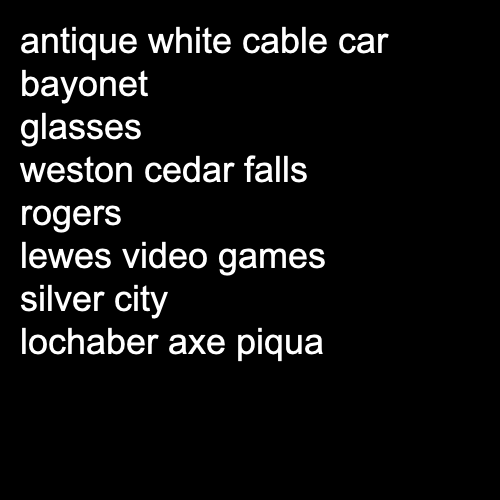 antique white cable car
bayonet
glasses
weston cedar falls
rogers
lewes video games
silver city
lochaber axe piqua